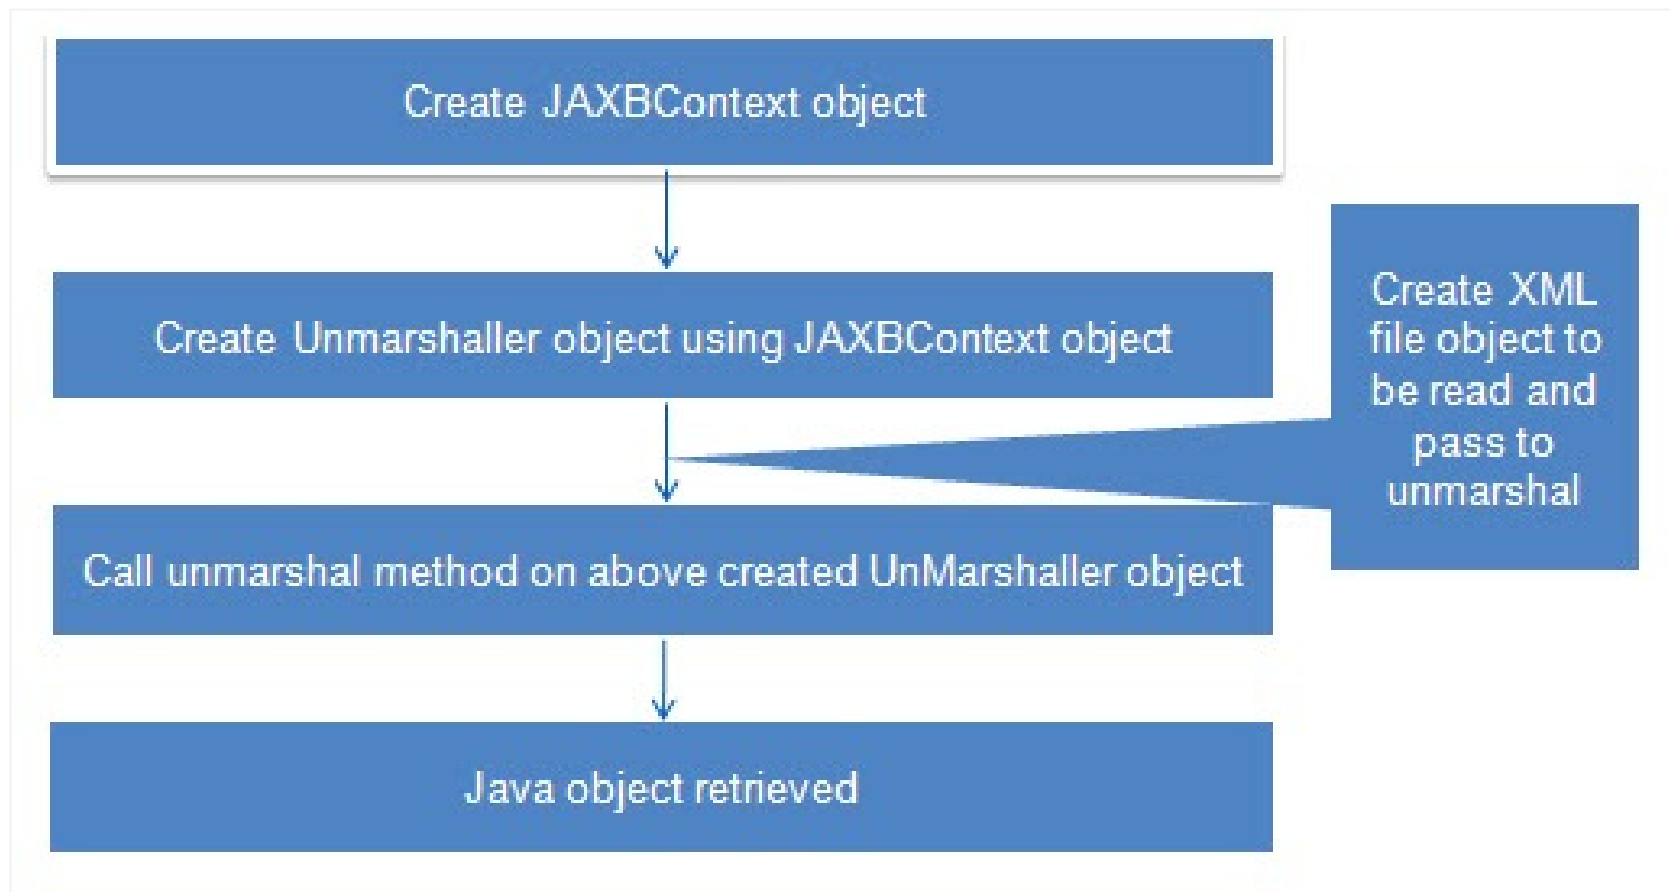 Create JAXBContext object
Create Unmarshaller object using JAXBContext object
Create XML
file object to
be read and
pass to
unmarshal
Call unmarshal method on above created UnMarshaller object
Java object retrieved